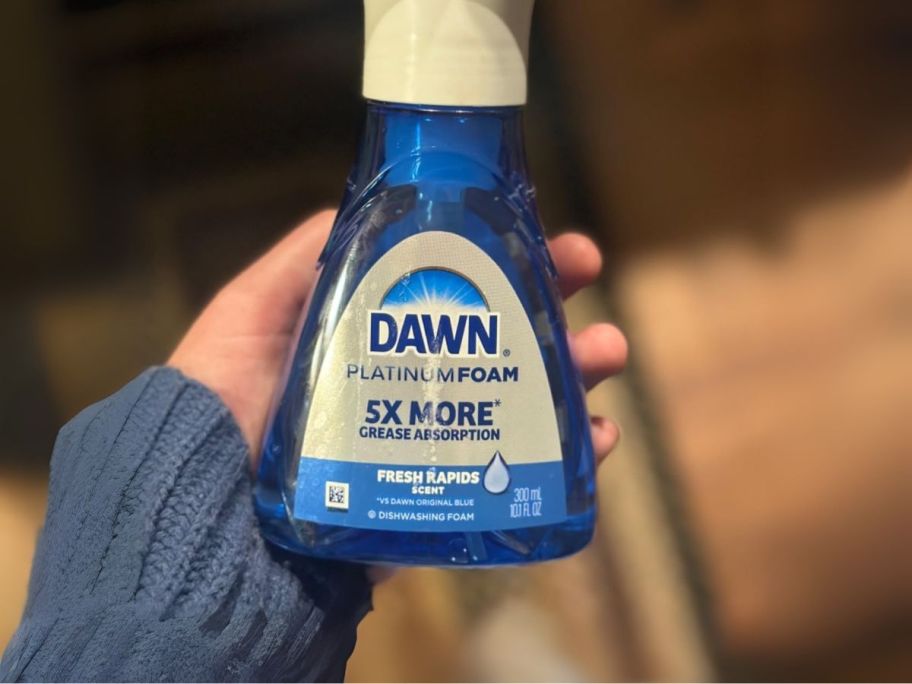 DAWN®
PLATINUMFOAM
5X MORE*
GREASE ABSORPTION
FRESH RAPIDS
SCENT
*VS DAWN ORIGINAL BLUE
DISHWASHING FOAM
300 mL
10.1 FL OZ